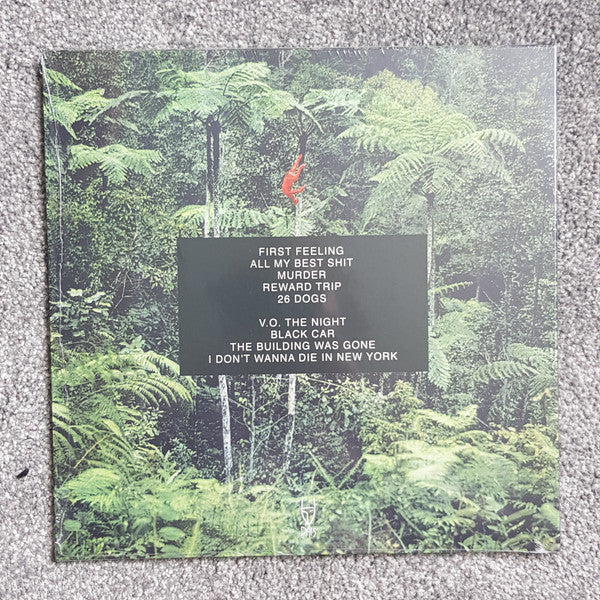 FIRST FEELING
ALL MY BEST SHIT
MURDER
REWARD TRIP
26 DOGS
V.O. THE NIGHT
BLACK CAR
THE BUILDING WAS GONE
I DON'T WANNA DIE IN NEW YORK